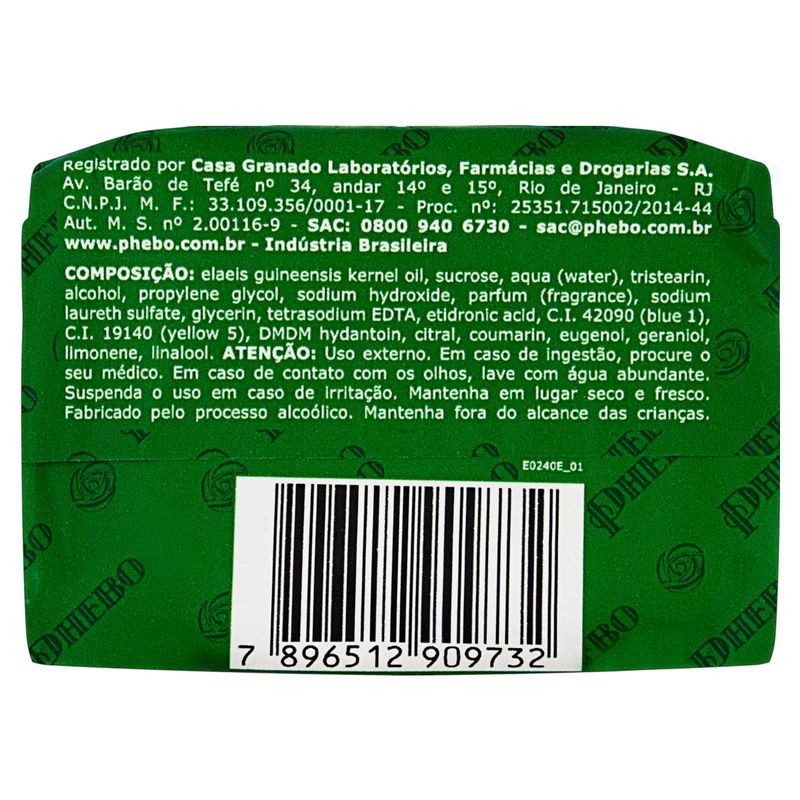 Registrado por Casa Granado Laboratórios, Farmácias e Drogarias S.A.
Av. Barão de Tefé nº 34, andar 14º e 15º, Rio de Janeiro - RJ
C.N.P.J. M. F.: 33.109.356/0001-17 - Proc. nº: 25351.715002/2014-44
Aut. M. S. nº 2.00116-9 - SAC: 0800 940 6730 - sac@phebo.com.br
www.phebo.com.br - Indústria Brasileira
COMPOSIÇÃO: elaeis guineensis kernel oil, sucrose, aqua (water), tristearin,
alcohol, propylene glycol, sodium hydroxide, parfum (fragrance), sodium
laureth sulfate, glycerin, tetrasodium EDTA, etidronic acid, C.I. 42090 (blue 1),
C.I. 19140 (yellow 5), DMDM hydantoin, citral, coumarin, eugenol, geraniol,
limonene, linalool. ATENÇÃO: Uso externo. Em caso de ingestão, procure o
seu médico. Em caso de contato com os olhos, lave com água abundante.
Suspenda o uso em caso de irritação. Mantenha em lugar seco e fresco.
Fabricado pelo processo alcoólico. Mantenha fora do alcance das crianças.
E0240E_01
PHEBO
PHEBO
PHEBO
PHEBO
7 896512 909732